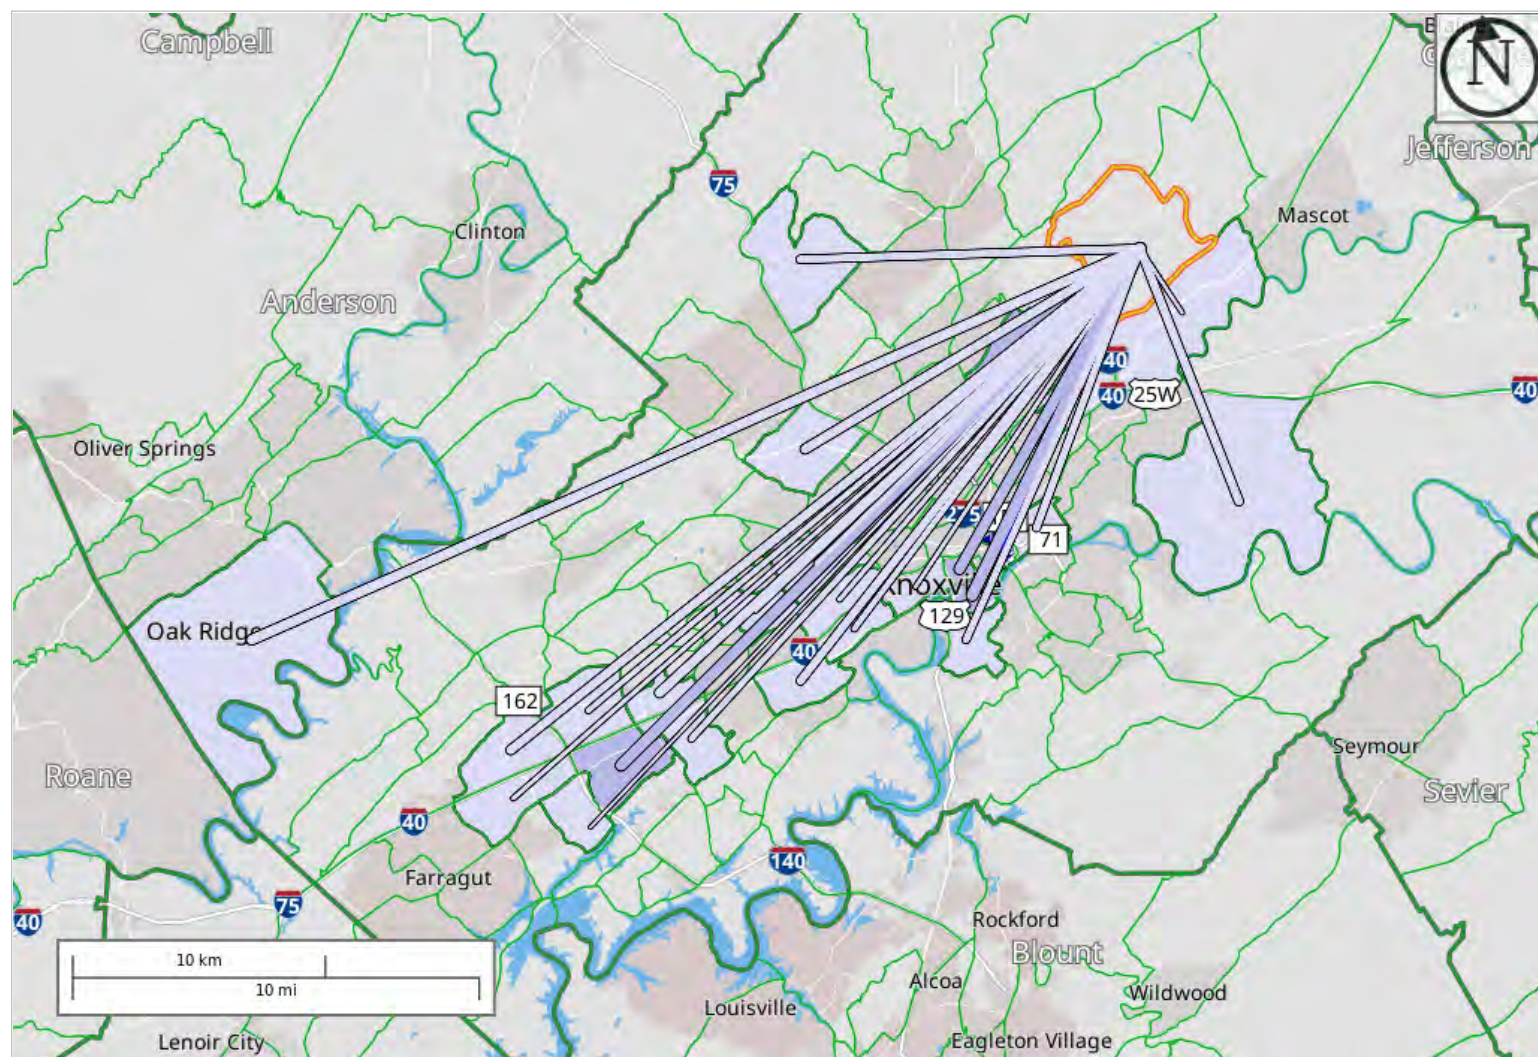 Campbell
N
Jefferson
75
Mascot
Clinton
Anderson
40
40
25W
40
Oliver Springs
275
71
Knoxville
129
Oak Ridge
40
162
Seymour
Roane
Sevier
40
140
Farragut
75
40
Rockford
Blount
10 km
10 mi
Alcoa
Wildwood
Louisville
Lenoir City
Eagleton Village